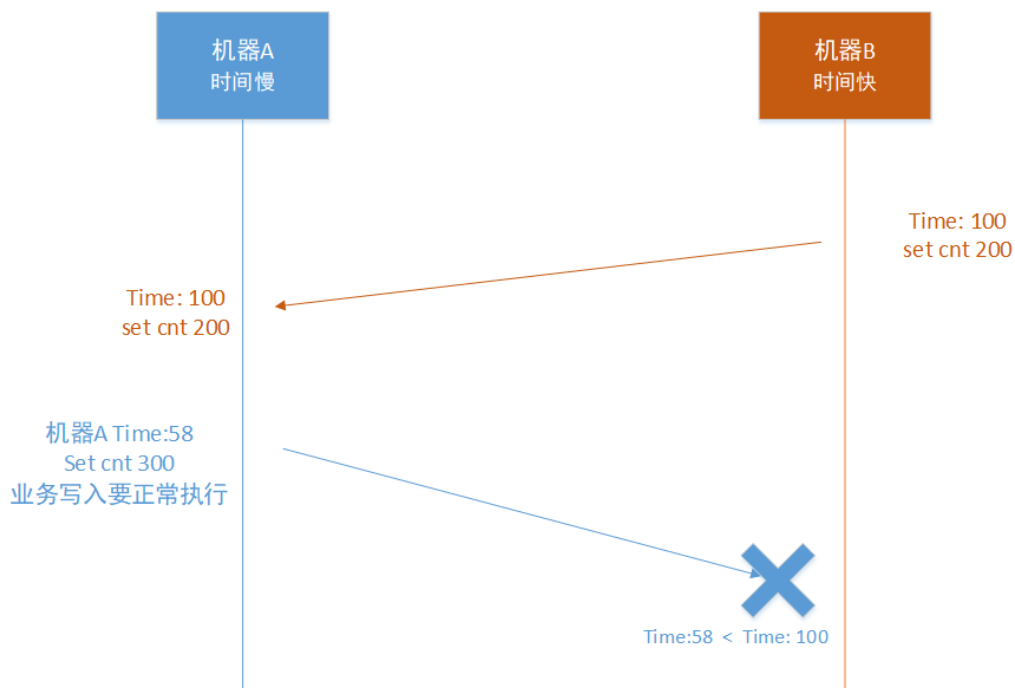 机器A
时间慢
机器B
时间快
Time: 100
set cnt 200
Time: 100
set cnt 200
机器A Time:58
Set cnt 300
业务写入要正常执行
Time:58 < Time: 100